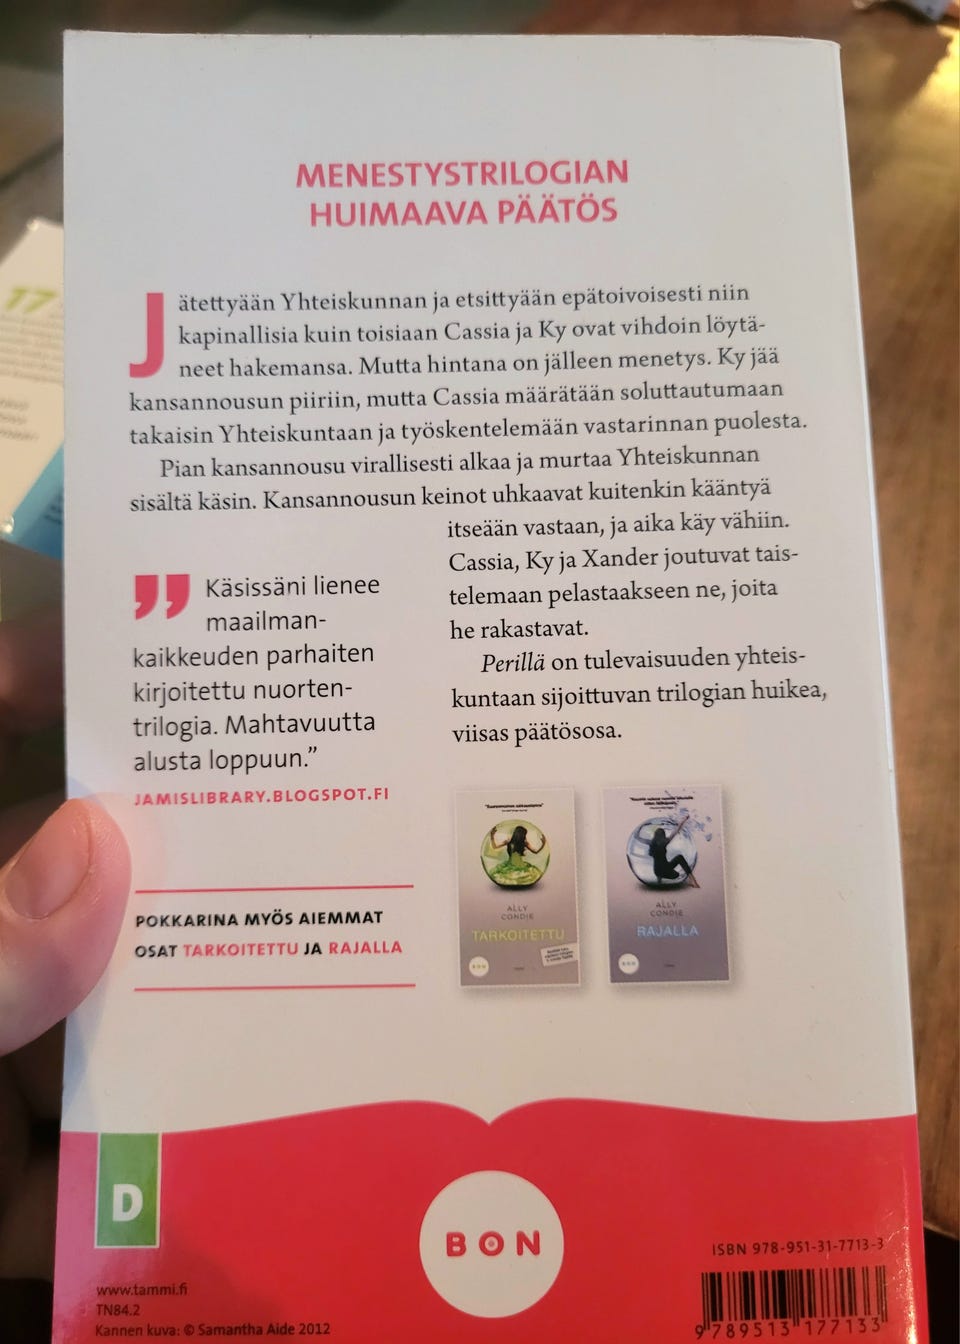 MENESTYSTRILOGIAN
HUIMAAVA PÄÄTÖS
Jätettyään Yhteiskunnan ja etsittyään epätoivoisesti niin
kapinallisia kuin toisiaan Cassia ja Ky ovat vihdoin löytä-
neet hakemansa. Mutta hintana on jälleen menetys. Ky jää
kansannousun piiriin, mutta Cassia määrätään soluttautumaan
takaisin Yhteiskuntaan ja työskentelemään vastarinnan puolesta.
Pian kansannousu virallisesti alkaa ja murtaa Yhteiskunnan
sisältä käsin. Kansannousun keinot uhkaavat kuitenkin kääntyä
itseään vastaan, ja aika käy vähiin.
Cassia, Ky ja Xander joutuvat tais-
telemaan pelastaakseen ne, joita
he rakastavat.
Perillä on tulevaisuuden yhteis-
kuntaan sijoittuvan trilogian huikea,
viisas päätösosa.
” Käsissäni lienee
maailman-
kaikkeuden parhaiten
kirjoitettu nuorten-
trilogia. Mahtavuutta
alusta loppuun.”
JAMISLIBRARY.BLOGSPOT.FI
POKKARINA MYÖS AIEMMAT
OSAT TARKOITETTU JA RAJALLA
ALLY
CONDIE
TARKOITETTU
BON
ALLY
CONDIE
RAJALLA
BON
D
BON
ISBN 978-951-31-7713-3
9 789513 177133
www.tammi.fi
TN84.2
Kannen kuva: © Samantha Aide 2012
17